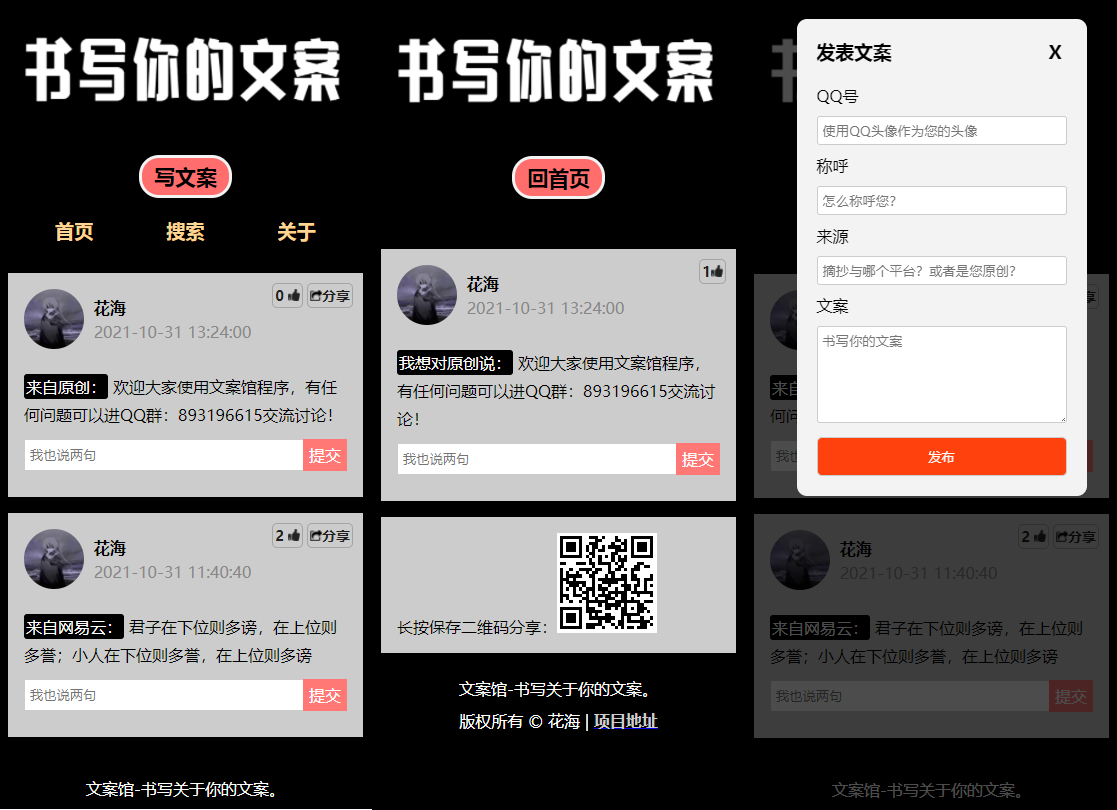 书写你的文案
写文案
首页 搜索 关于
花海
0 分享
2021-10-31 13:24:00
来自原创： 欢迎大家使用文案馆程序，有任
何问题可以进QQ群：893196615交流讨论！
我也说两句 提交
花海
2 分享
2021-10-31 11:40:40
来自网易云： 君子在下位则多谤，在上位则
多誉；小人在下位则多誉，在上位则多谤
我也说两句 提交
文案馆-书写关于你的文案。
书写你的文案
回首页
花海
1
2021-10-31 13:24:00
我想对原创说： 欢迎大家使用文案馆程序，
有任何问题可以进QQ群：893196615交流讨
论！
我也说两句 提交
长按保存二维码分享：
文案馆-书写关于你的文案。
版权所有 © 花海 | 项目地址
书
发表文案 X
QQ号
使用QQ头像作为您的头像
称呼
怎么称呼您？
来源
摘抄与哪个平台？或者是您原创？
文案
书写你的文案
发布
享
来
何问
我也
花海
2 分享
2021-10-31 11:40:40
来自网易云： 君子在下位则多谤，在上位则
多誉；小人在下位则多誉，在上位则多谤
我也说两句 提交
文案馆-书写关于你的文案。